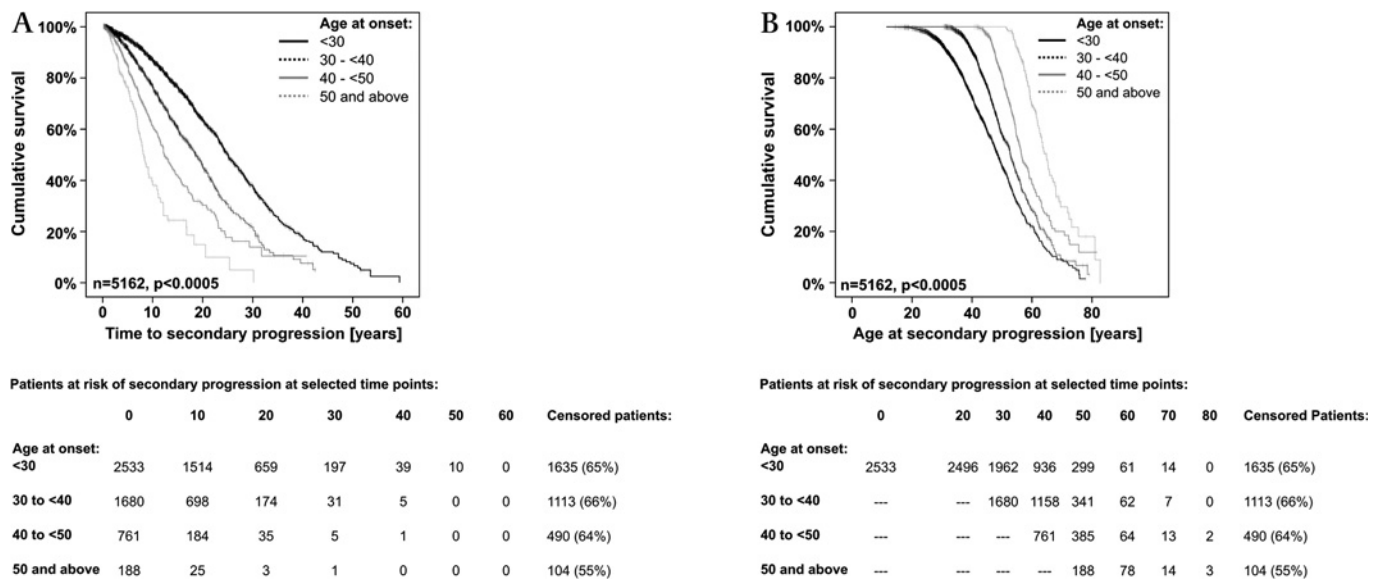 A
Age at onset:
<30
30 - <40
40 - <50
50 and above
100%
80%
60%
40%
20%
0%
Cumulative survival
n=5162, p<0.0005
0 10 20 30 40 50 60
Time to secondary progression [years]
B
Age at onset:
<30
30 - <40
40 - <50
50 and above
100%
80%
60%
40%
20%
0%
Cumulative survival
n=5162, p<0.0005
0 20 40 60 80
Age at secondary progression [years]
Patients at risk of secondary progression at selected time points:
0 10 20 30 40 50 60 Censored patients:
Age at onset:
<30 2533 1514 659 197 39 10 0 1635 (65%)
30 to <40 1680 698 174 31 5 0 0 1113 (66%)
40 to <50 761 184 35 5 1 0 0 490 (64%)
50 and above 188 25 3 1 0 0 0 104 (55%)
Patients at risk of secondary progression at selected time points:
0 20 30 40 50 60 70 80 Censored Patients:
Age at onset:
<30 2533 2496 1962 936 299 61 14 0 1635 (65%)
30 to <40 --- --- 1680 1158 341 62 7 0 1113 (66%)
40 to <50 --- --- --- 761 385 64 13 2 490 (64%)
50 and above --- --- --- --- 188 78 14 3 104 (55%)